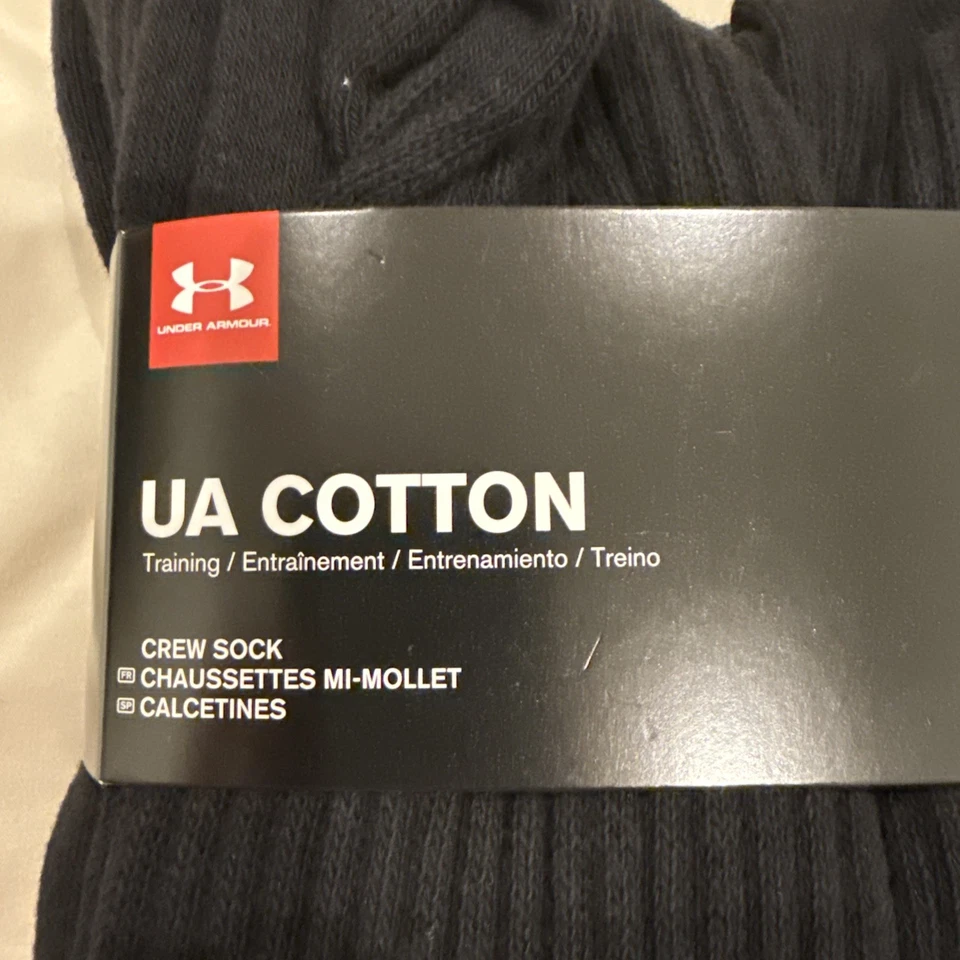 UNDER ARMOUR.
UA COTTON
Training / Entraînement / Entrenamiento / Treino
CREW SOCK
FR CHAUSSETTES MI-MOLLET
SP CALCETINES